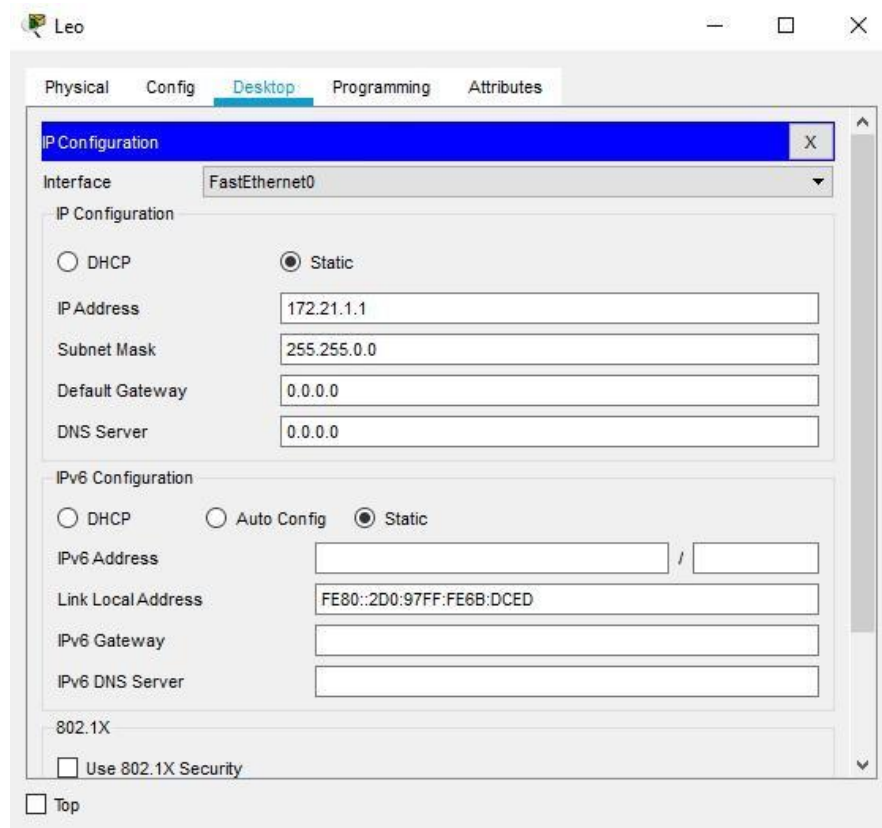 Leo
Physical Config Desktop Programming Attributes
IP Configuration X
Interface FastEthernet0
IP Configuration
DHCP Static
IP Address 172.21.1.1
Subnet Mask 255.255.0.0
Default Gateway 0.0.0.0
DNS Server 0.0.0.0
IPv6 Configuration
DHCP Auto Config Static
IPv6 Address /
Link Local Address FE80::2D0:97FF:FE6B:DCED
IPv6 Gateway
IPv6 DNS Server
802.1X
Use 802.1X Security
Top